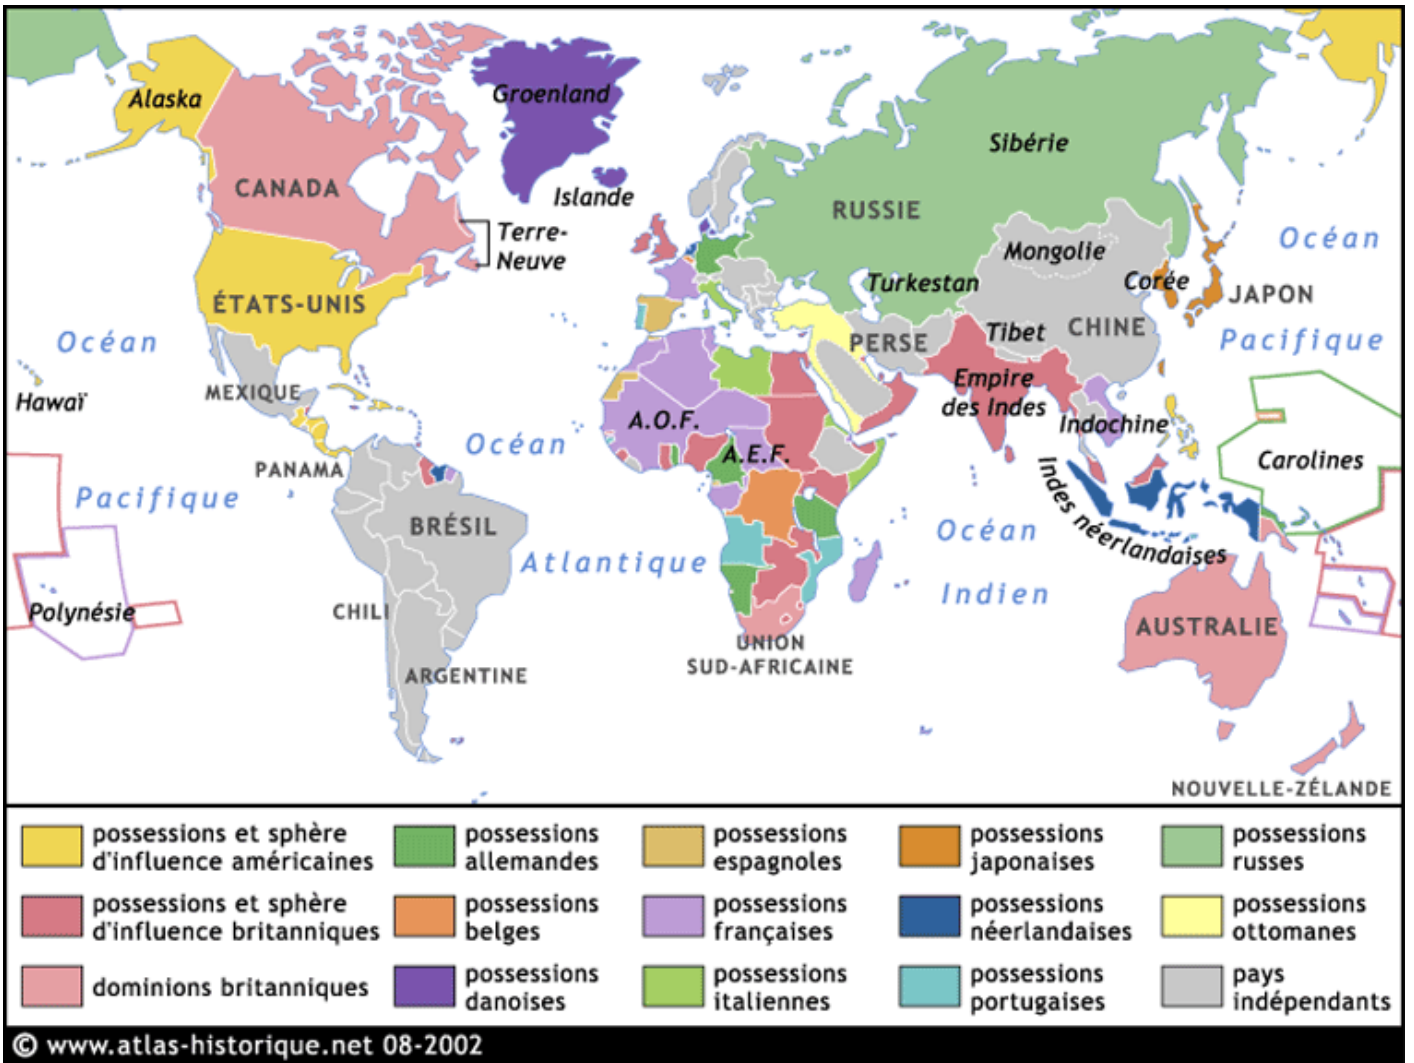 Alaska
Groenland
Sibérie
CANADA
Islande
RUSSIE
Terre-
Neuve
Océan
Mongolie
Turkestan
Corée
JAPON
ÉTATS-UNIS
Océan
PERSE
Tibet
CHINE
Pacifique
Hawaï
MEXIQUE
Empire
des Indes
A.O.F.
Indochine
Océan
A.E.F.
Carolines
PANAMA
Pacifique
BRÉSIL
Indes néerlandaises
Océan
Atlantique
Indien
Polynésie
CHILI
AUSTRALIE
UNION
SUD-AFRICAINE
ARGENTINE
NOUVELLE-ZÉLANDE
possessions et sphère
d'influence américaines
possessions
allemandes
possessions
espagnoles
possessions
japonaises
possessions
russes
possessions et sphère
d'influence britanniques
possessions
belges
possessions
françaises
possessions
néerlandaises
possessions
ottomanes
dominions britanniques
possessions
danoises
possessions
italiennes
possessions
portugaises
pays
indépendants
© www.atlas-historique.net 08-2002